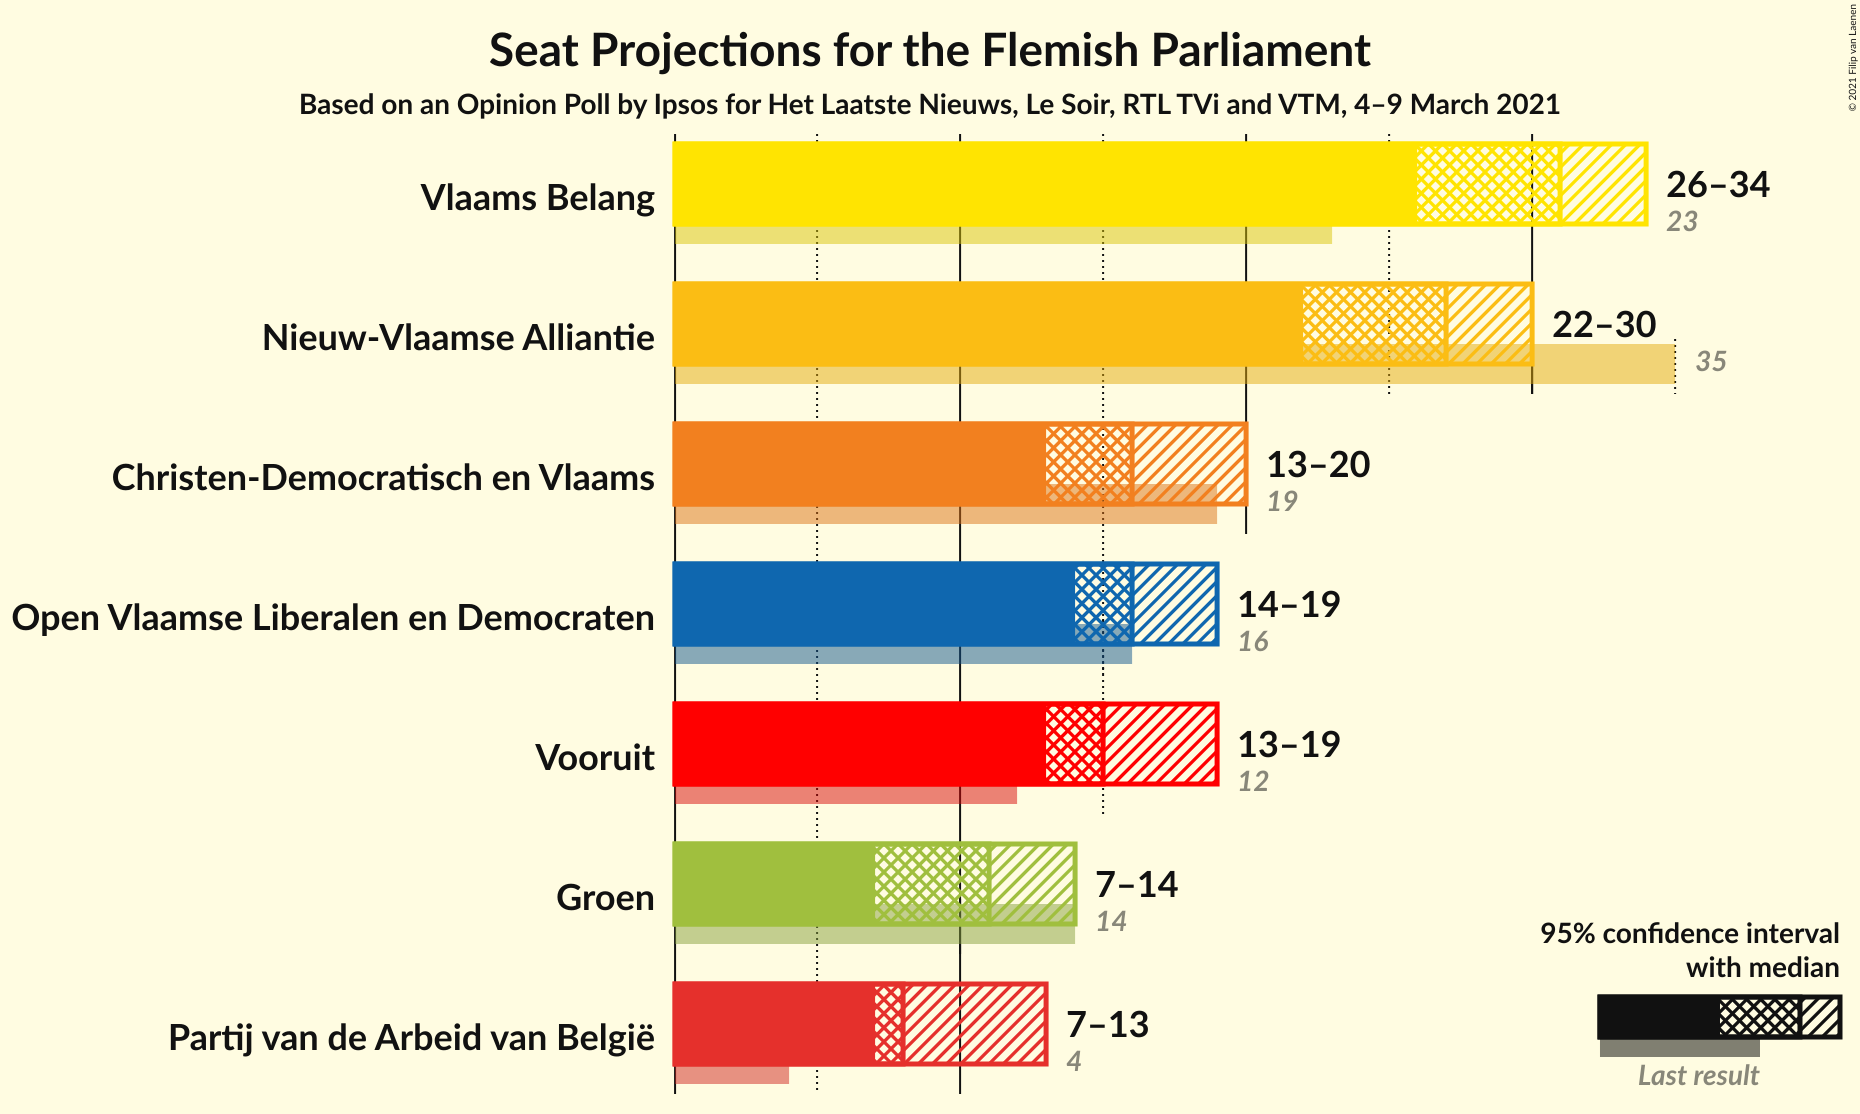 Seat Projections for the Flemish Parliament
Based on an Opinion Poll by Ipsos for Het Laatste Nieuws, Le Soir, RTL TVi and VTM, 4–9 March 2021
© 2021 Filip van Laenen
Vlaams Belang
26–34
23
Nieuw-Vlaamse Alliantie
22–30
35
Christen-Democratisch en Vlaams
13–20
19
Open Vlaamse Liberalen en Democraten
14–19
16
Vooruit
13–19
12
Groen
7–14
14
Partij van de Arbeid van België
7–13
4
95% confidence interval
with median
Last result